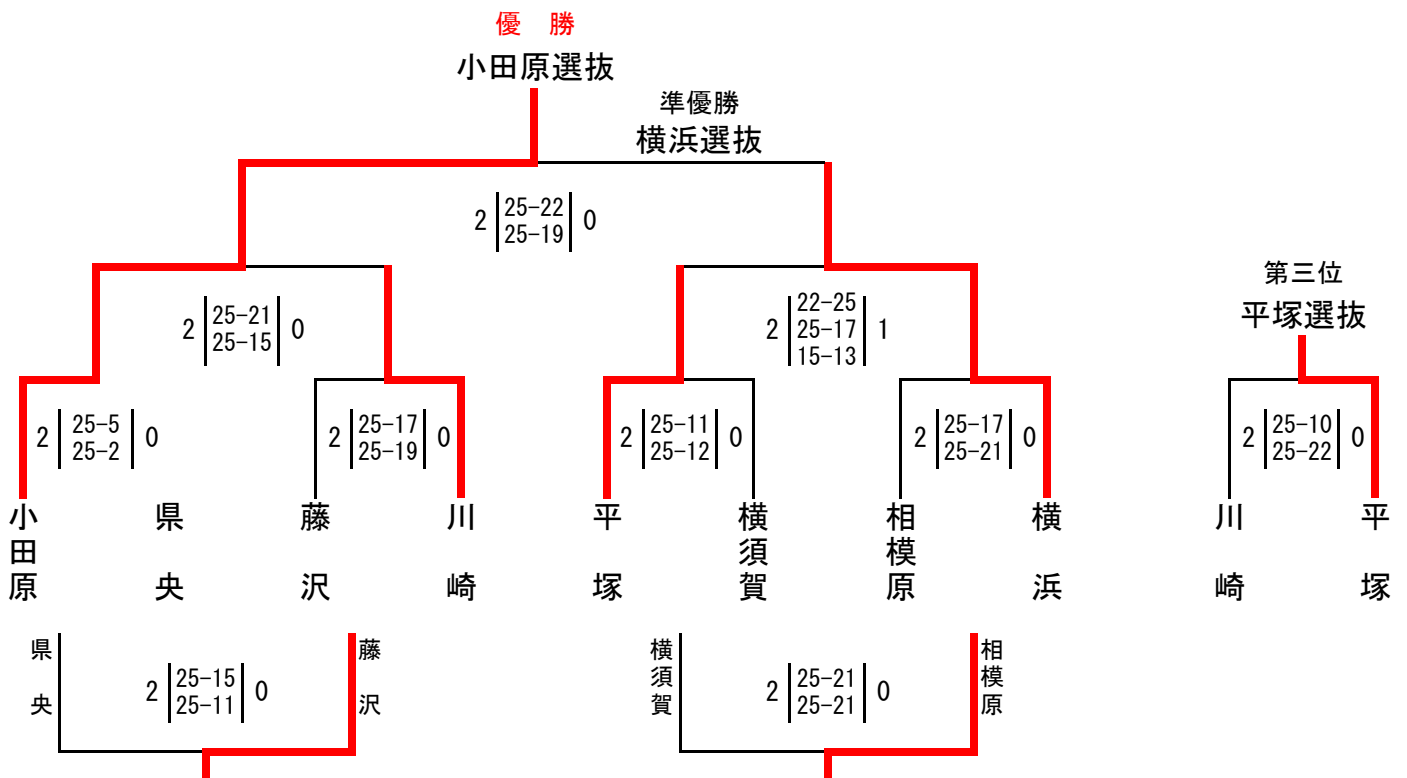 優　勝
小田原選抜
準優勝
横浜選抜
2 25-22 0
25-19
第三位
平塚選抜
2 25-21 0
25-15
22-25
2 25-17 1
15-13
2 25-5 0
25-2
2 25-17 0
25-19
2 25-11 0
25-12
2 25-17 0
25-21
2 25-10 0
25-22
小田原
県央
藤沢
川崎
平塚
横須賀
相模原
横浜
川崎
平塚
県央
2 25-15 0
25-11
藤沢
横須賀
2 25-21 0
25-21
相模原